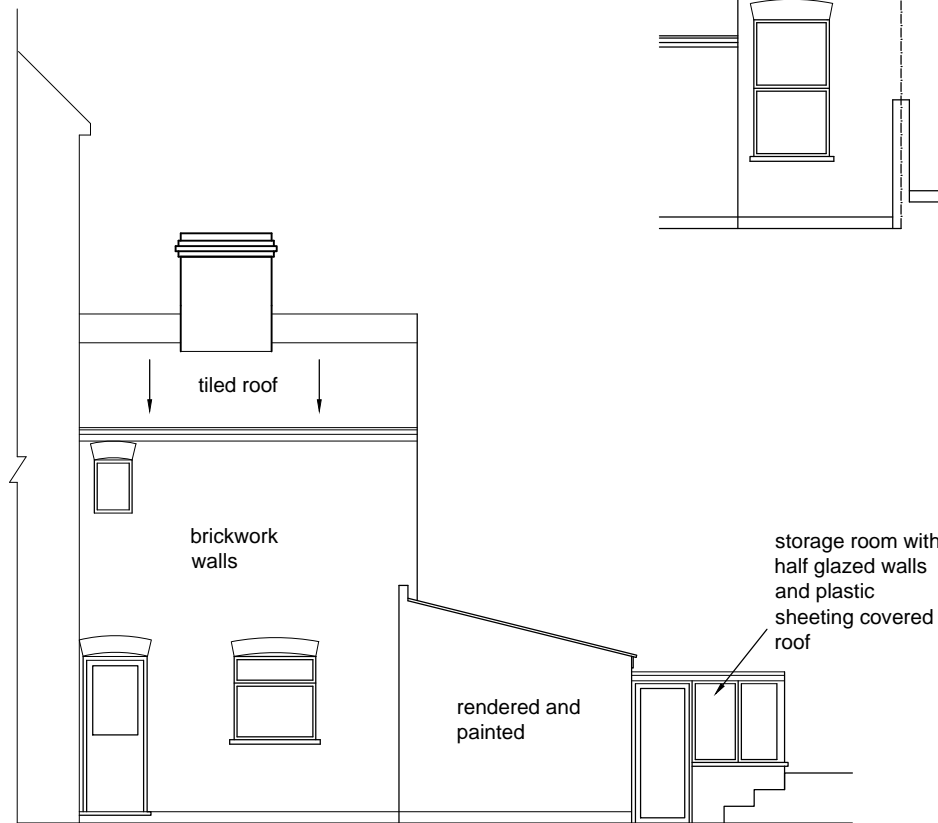 tiled roof
brickwork
walls
storage room with
half glazed walls
and plastic
sheeting covered
roof
rendered and
painted